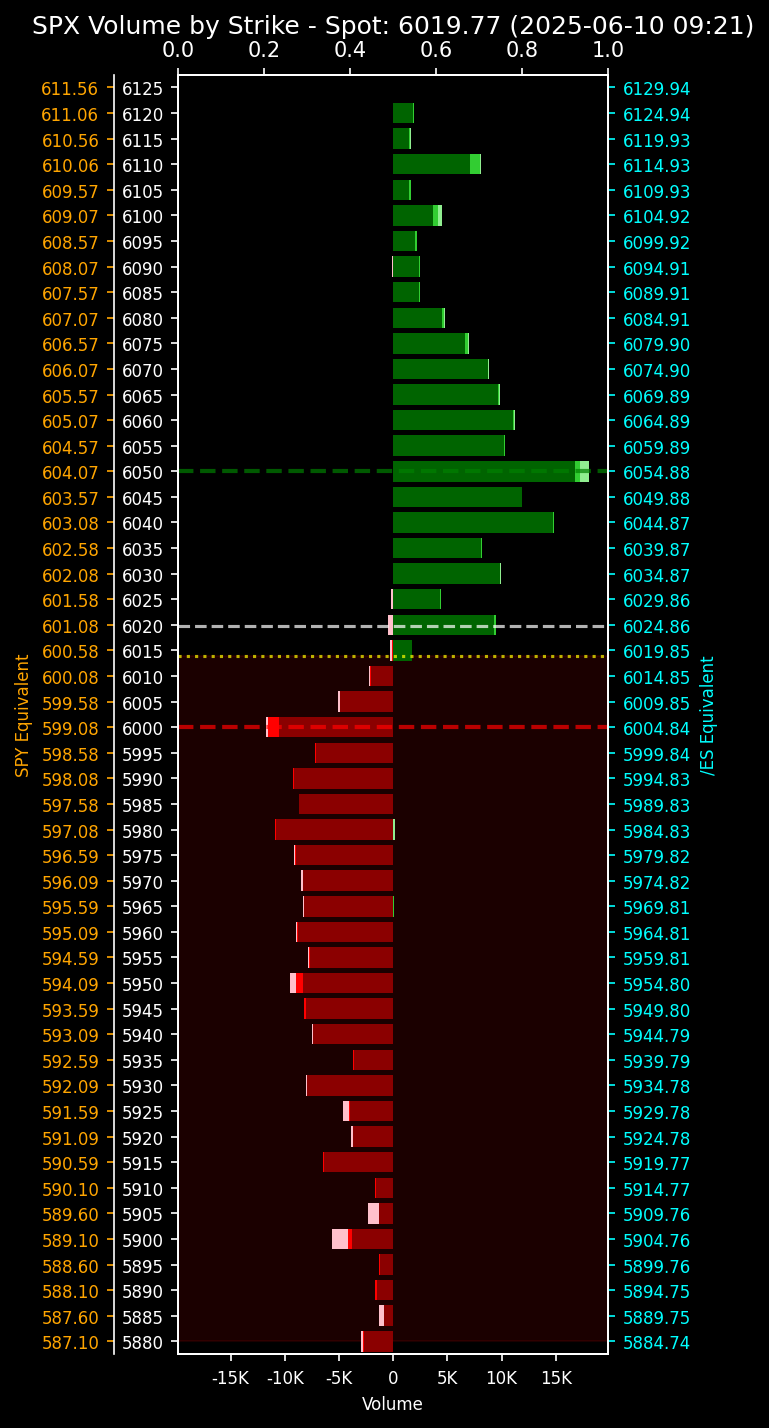 SPX Volume by Strike - Spot: 6019.77 (2025-06-10 09:21)
0.0 0.2 0.4 0.6 0.8 1.0
611.56 6125 6129.94
611.06 6120 6124.94
610.56 6115 6119.93
610.06 6110 6114.93
609.57 6105 6109.93
609.07 6100 6104.92
608.57 6095 6099.92
608.07 6090 6094.91
607.57 6085 6089.91
607.07 6080 6084.91
606.57 6075 6079.90
606.07 6070 6074.90
605.57 6065 6069.89
605.07 6060 6064.89
604.57 6055 6059.89
604.07 6050 6054.88
603.57 6045 6049.88
603.08 6040 6044.87
602.58 6035 6039.87
602.08 6030 6034.87
601.58 6025 6029.86
601.08 6020 6024.86
600.58 6015 6019.85
600.08 6010 6014.85
599.58 6005 6009.85
599.08 6000 6004.84
598.58 5995 5999.84
598.08 5990 5994.83
597.58 5985 5989.83
597.08 5980 5984.83
596.59 5975 5979.82
596.09 5970 5974.82
595.59 5965 5969.81
595.09 5960 5964.81
594.59 5955 5959.81
594.09 5950 5954.80
593.59 5945 5949.80
593.09 5940 5944.79
592.59 5935 5939.79
592.09 5930 5934.78
591.59 5925 5929.78
591.09 5920 5924.78
590.59 5915 5919.77
590.10 5910 5914.77
589.60 5905 5909.76
589.10 5900 5904.76
588.60 5895 5899.76
588.10 5890 5894.75
587.60 5885 5889.75
587.10 5880 5884.74
SPY Equivalent
/ES Equivalent
-15K -10K -5K 0 5K 10K 15K
Volume